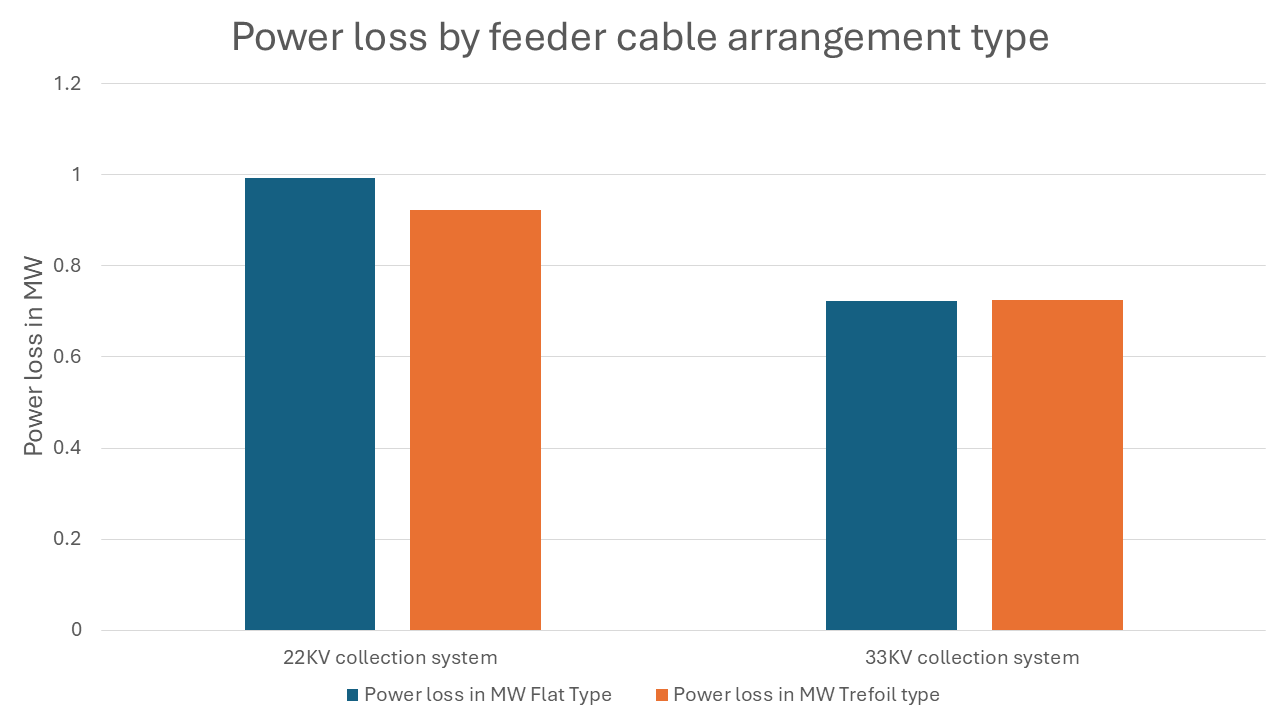 Power loss by feeder cable arrangement type
1.2
1
0.8
0.6
0.4
0.2
0
Power loss in MW
22KV collection system
33KV collection system
Power loss in MW Flat Type
Power loss in MW Trefoil type